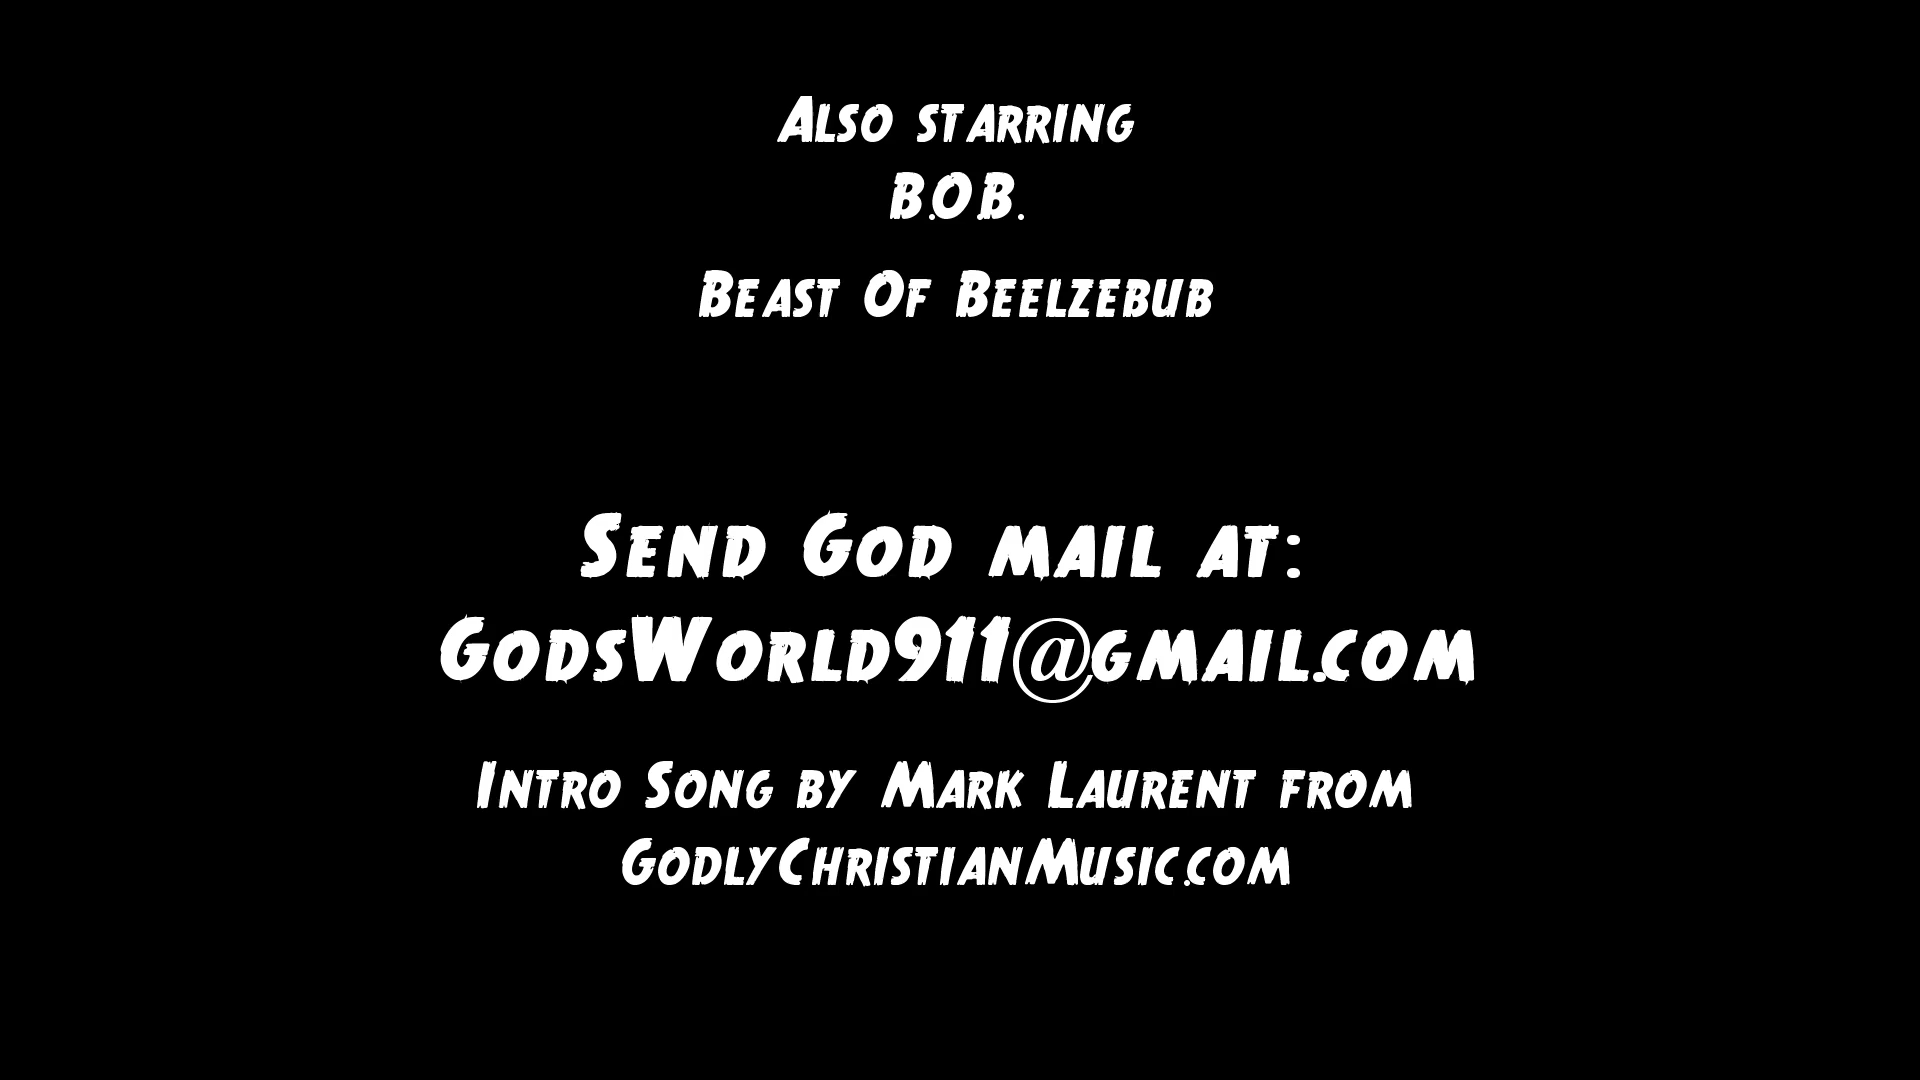 Also starring
B.O.B.
Beast Of Beelzebub
Send God mail at:
GodsWorld911@gmail.com
Intro Song by Mark Laurent from
GodlyChristianMusic.com